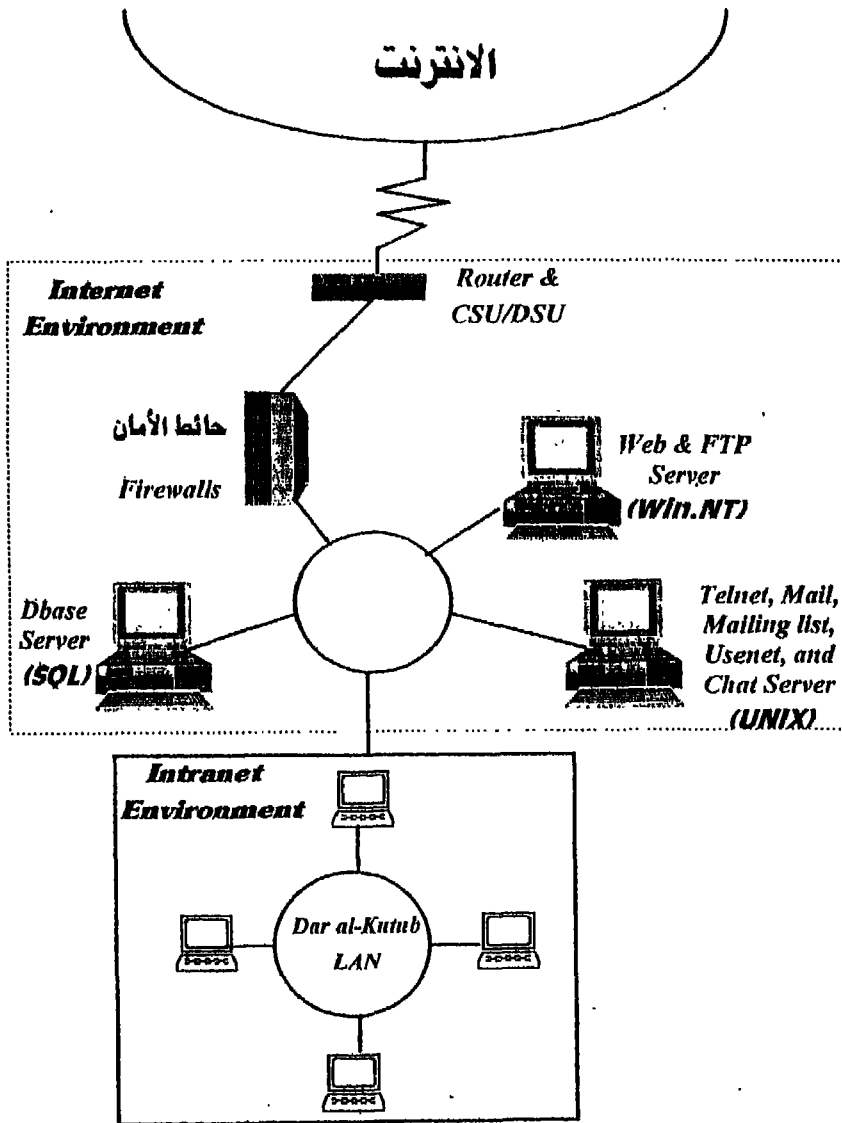 الانترنت
Internet
Environment
Router &
CSU/DSU
حائط الأمان
Firewalls
Web & FTP
Server
(Win.NT)
Dbase
Server
(SQL)
Telnet, Mail,
Mailing list,
Usenet, and
Chat Server
(UNIX)
Intranet
Environment
Dar al-Kutub
LAN